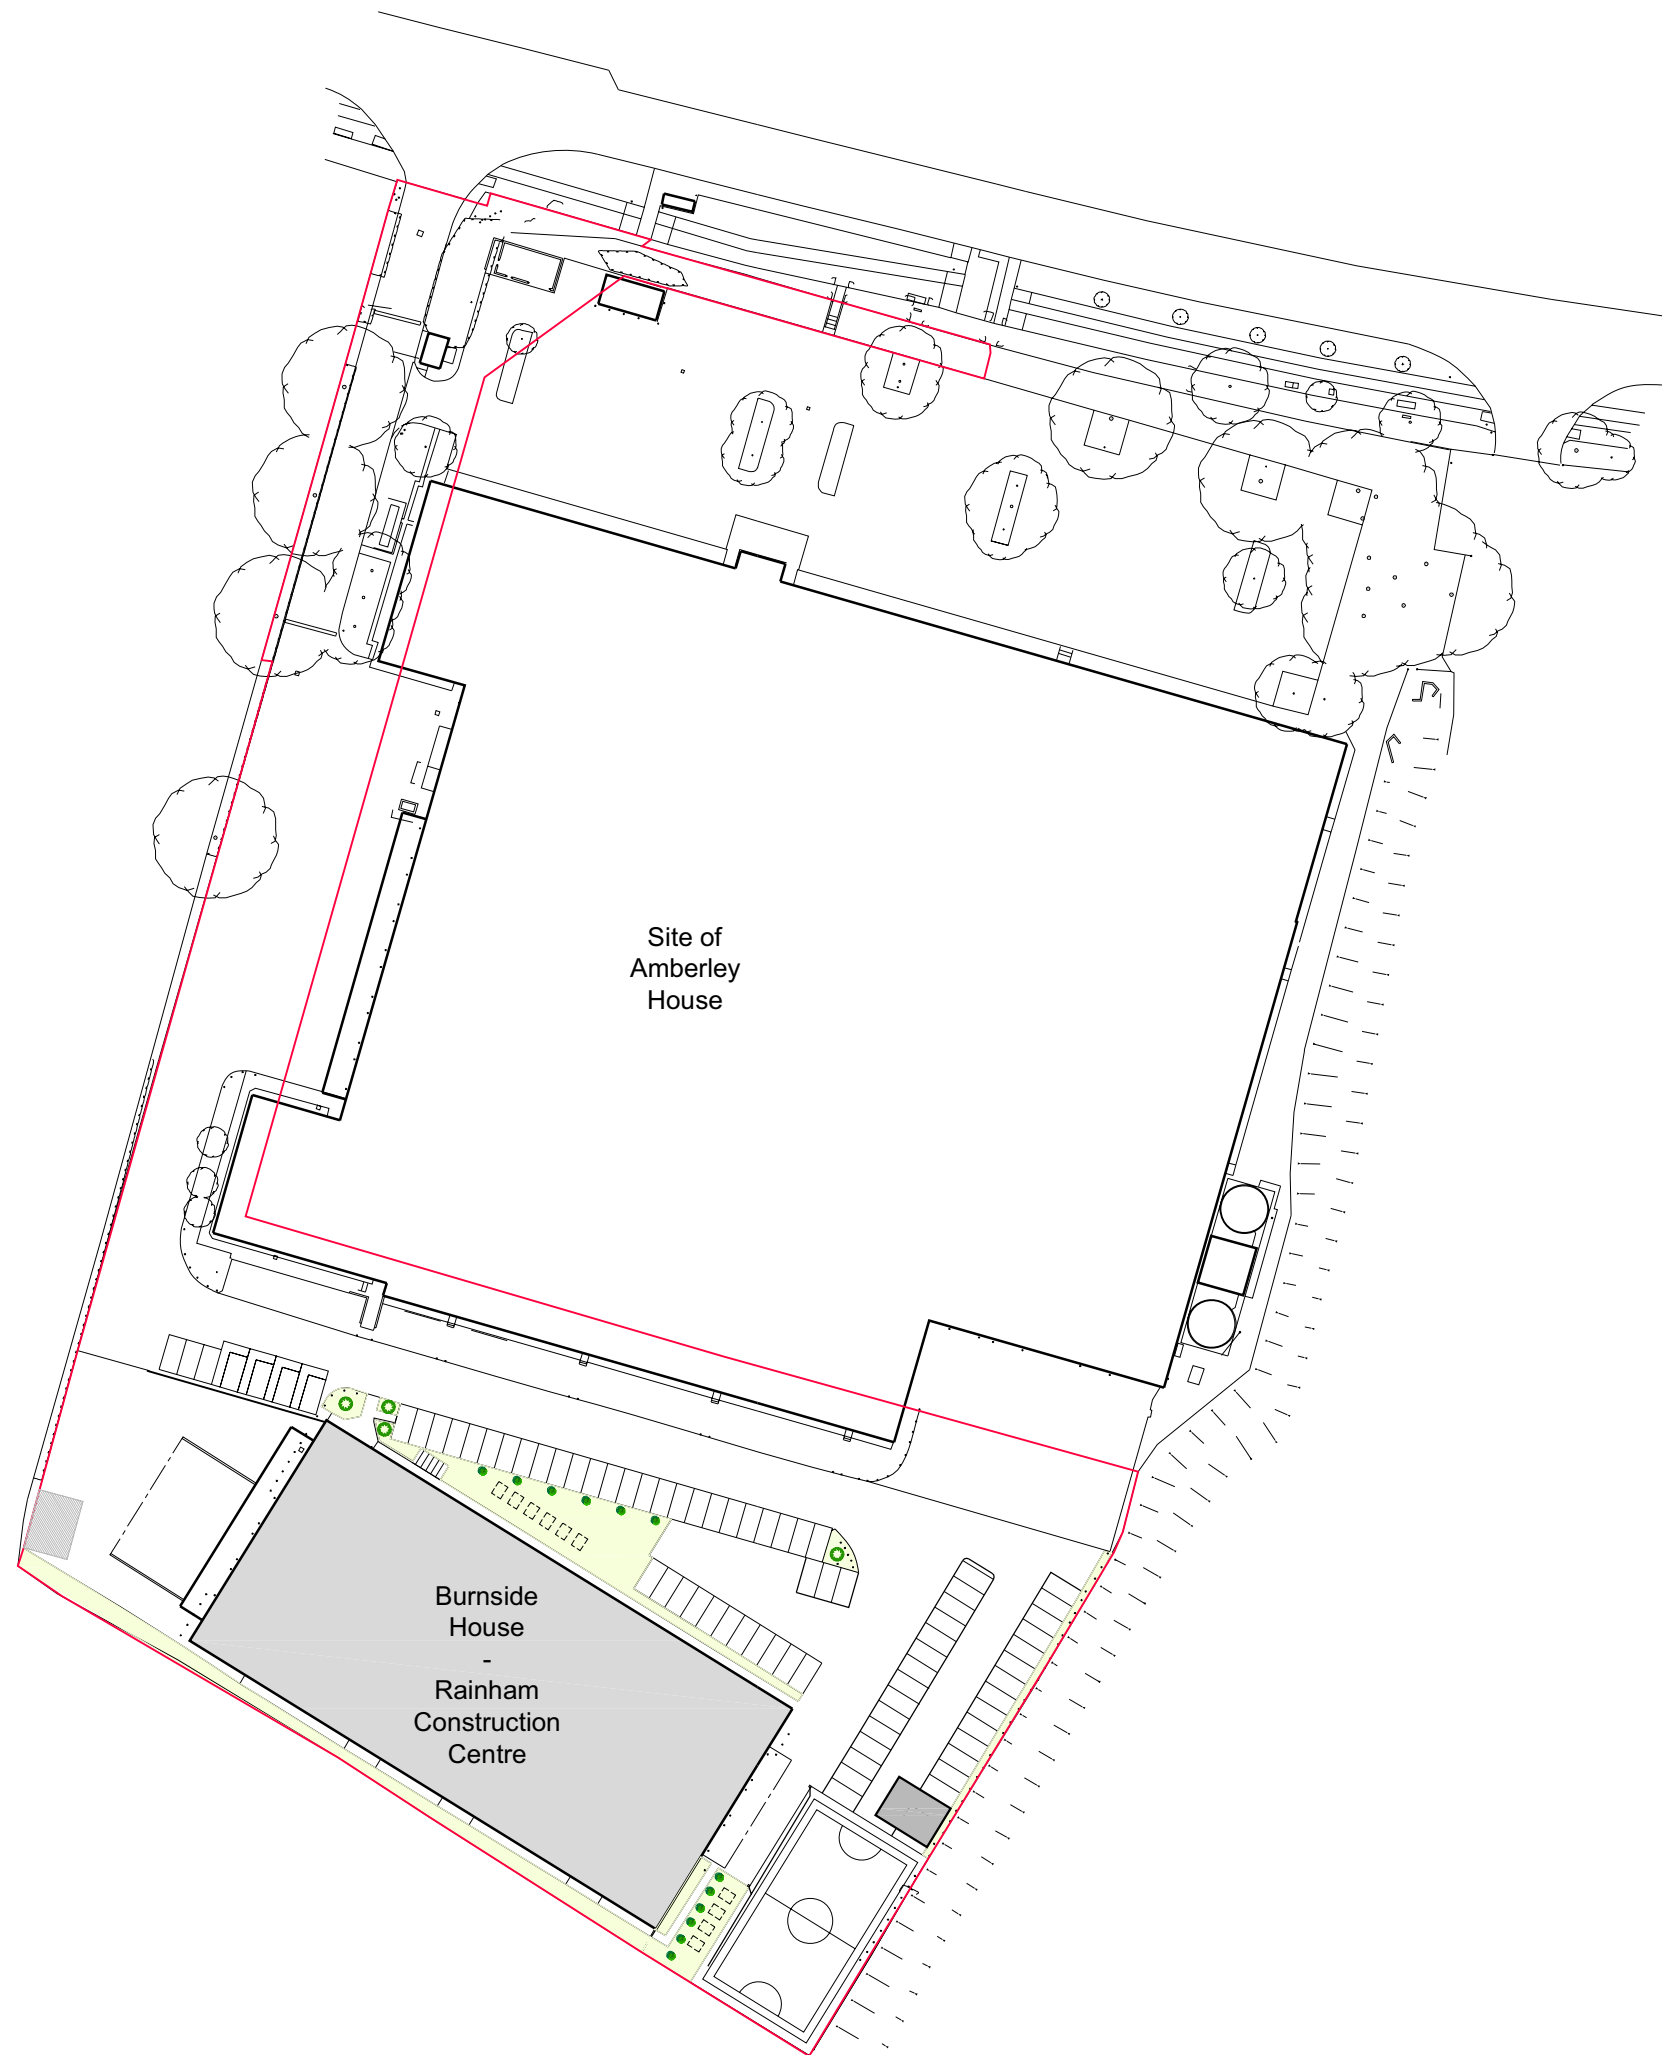 Site of
Amberley
House
Burnside
House
-
Rainham
Construction
Centre